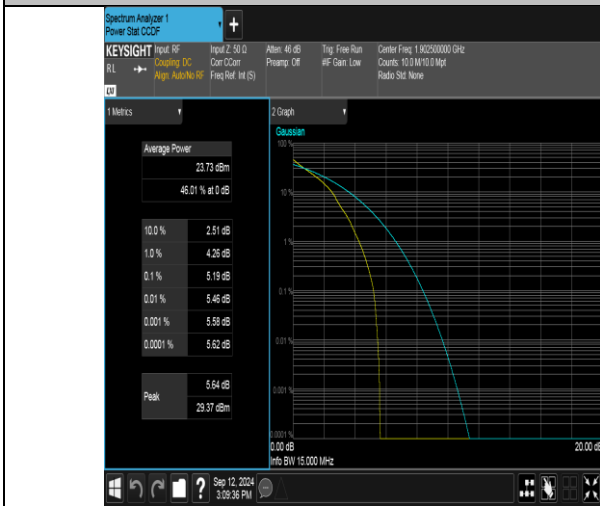 Spectrum Analyzer 1
Power Stat CCDF
+
KEYSIGHT Input: RF Input Z: 50 Ω Atten: 46 dB Trig: Free Run Center Freq: 1.902500000 GHz
RL Coupling: DC Corr CCorr Preamp: Off #IF Gain: Low Counts: 10.0 M/10.0 Mpt
Align: Auto/No RF Freq Ref: Int (S) Radio Std: None
LXI
1 Metrics
Average Power
23.73 dBm
46.01 % at 0 dB
10.0 % 2.51 dB
1.0 % 4.26 dB
0.1 % 5.19 dB
0.01 % 5.46 dB
0.001 % 5.58 dB
0.0001 % 5.62 dB
Peak 5.64 dB
29.37 dBm
2 Graph
Gaussian
100 %
10 %
1 %
0.1 %
0.01 %
0.001 %
0.0001 %
0.00 dB 20.00 dB
Info BW 15.000 MHz
? Sep 12, 2024
3:09:36 PM